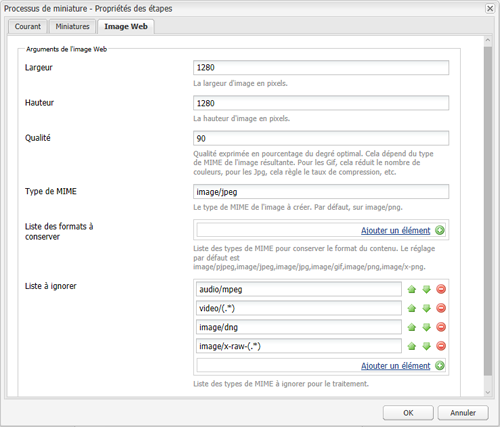 Processus de miniature - Propriétés des étapes
Courant
Miniatures
Image Web
Arguments de l'image Web
Largeur
1280
La largeur d'image en pixels.
Hauteur
1280
La hauteur d'image en pixels.
Qualité
90
Qualité exprimée en pourcentage du degré optimal. Cela dépend du type
de MIME de l'image résultante. Pour les Gif, cela réduit le nombre de
couleurs, pour les Jpg, cela règle le taux de compression, etc.
Type de MIME
image/jpeg
Le type de MIME de l'image à créer. Par défaut, sur image/png.
Liste des formats à
conserver
Ajouter un élément
Liste des types de MIME pour conserver le format du contenu. Le réglage
par défaut est
image/pjpeg,image/jpeg,image/jpg,image/gif,image/png,image/x-png.
Liste à ignorer
audio/mpeg
video/(.*)
image/dng
image/x-raw-(.*)
Ajouter un élément
Liste des types de MIME à ignorer pour le traitement.
OK
Annuler